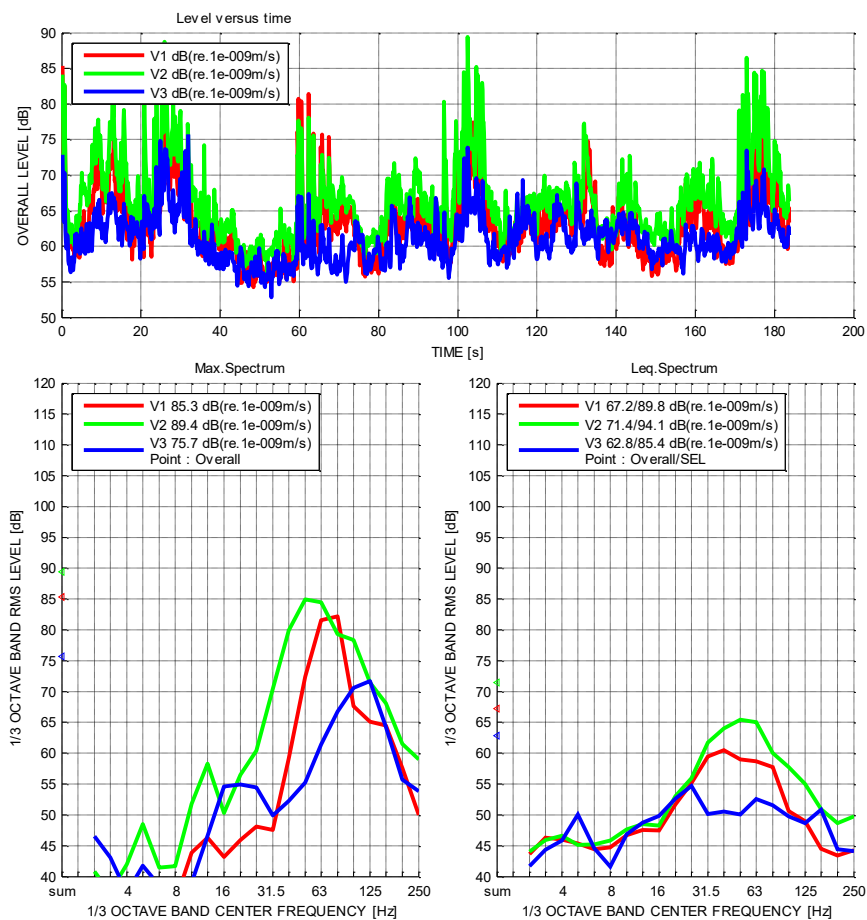 Level versus time
V1 dB(re.1e-009m/s)
V2 dB(re.1e-009m/s)
V3 dB(re.1e-009m/s)
OVERALL LEVEL [dB]
90
85
80
75
70
65
60
55
50
0 20 40 60 80 100 120 140 160 180 200
TIME [s]
Max.Spectrum
V1 85.3 dB(re.1e-009m/s)
V2 89.4 dB(re.1e-009m/s)
V3 75.7 dB(re.1e-009m/s)
Point : Overall
1/3 OCTAVE BAND RMS LEVEL [dB]
120
115
110
105
100
95
90
85
80
75
70
65
60
55
50
45
40
sum 4 8 16 31.5 63 125 250
1/3 OCTAVE BAND CENTER FREQUENCY [Hz]
Leq.Spectrum
V1 67.2/89.8 dB(re.1e-009m/s)
V2 71.4/94.1 dB(re.1e-009m/s)
V3 62.8/85.4 dB(re.1e-009m/s)
Point : Overall/SEL
1/3 OCTAVE BAND RMS LEVEL [dB]
120
115
110
105
100
95
90
85
80
75
70
65
60
55
50
45
40
sum 4 8 16 31.5 63 125 250
1/3 OCTAVE BAND CENTER FREQUENCY [Hz]